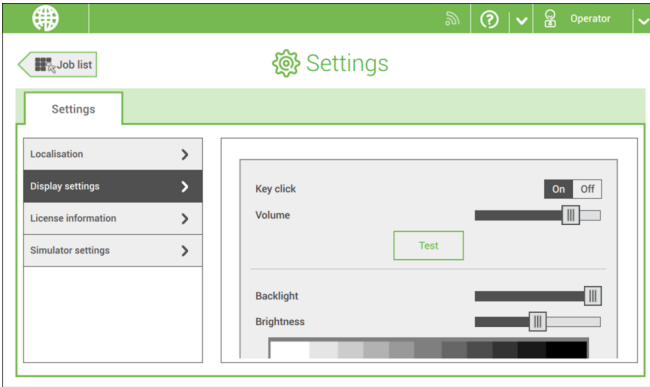 Operator
Job list
Settings
Settings
Localisation
Display settings
License information
Simulator settings
Key click
On Off
Volume
Test
Backlight
Brightness